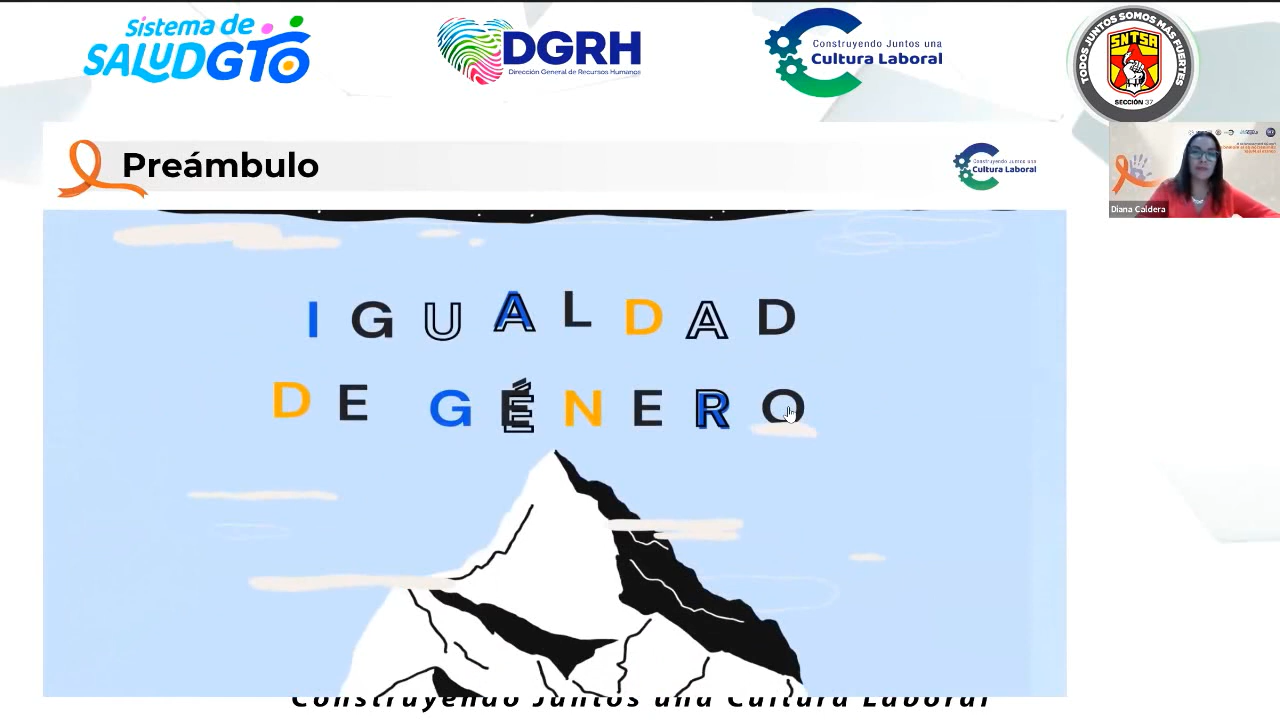 Sistema de
SALUDGTO
DGRH
Dirección General de Recursos Humanos
Construyendo Juntos una
Cultura Laboral
TODOS JUNTOS SOMOS MÁS FUERTES
SNTSA
SECCIÓN 37
Preámbulo
Construyendo Juntos una
Cultura Laboral
Diana Caldera
IGUALDAD
DE GÉNERO
Construyendo Juntos una Cultura Laboral